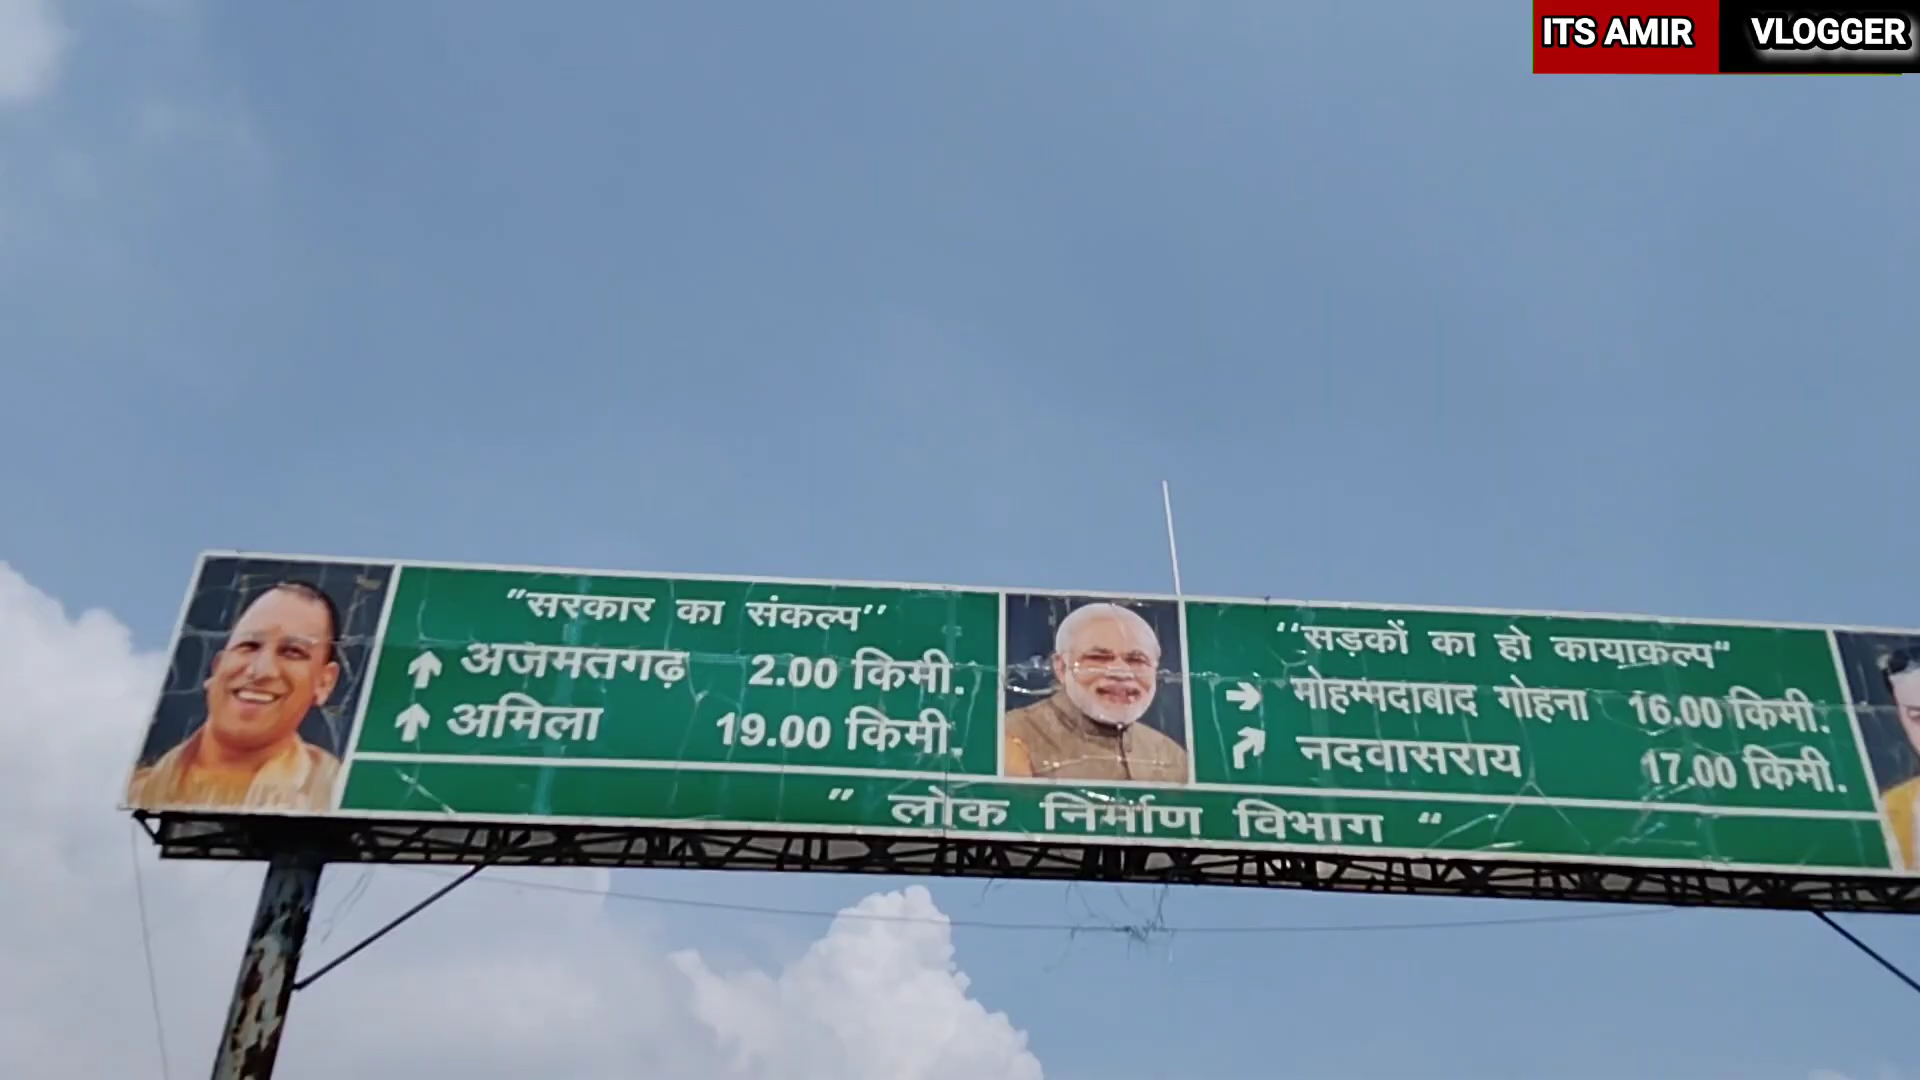 ITS AMIR VLOGGER
"सरकार का संकल्प"
अजमतगढ़ 2.00 किमी.
अमिला 19.00 किमी.
"सड़कों का हो कायाकल्प"
मोहम्मदाबाद गोहना 16.00 किमी.
नदवासराय 17.00 किमी.
" लोक निर्माण विभाग "